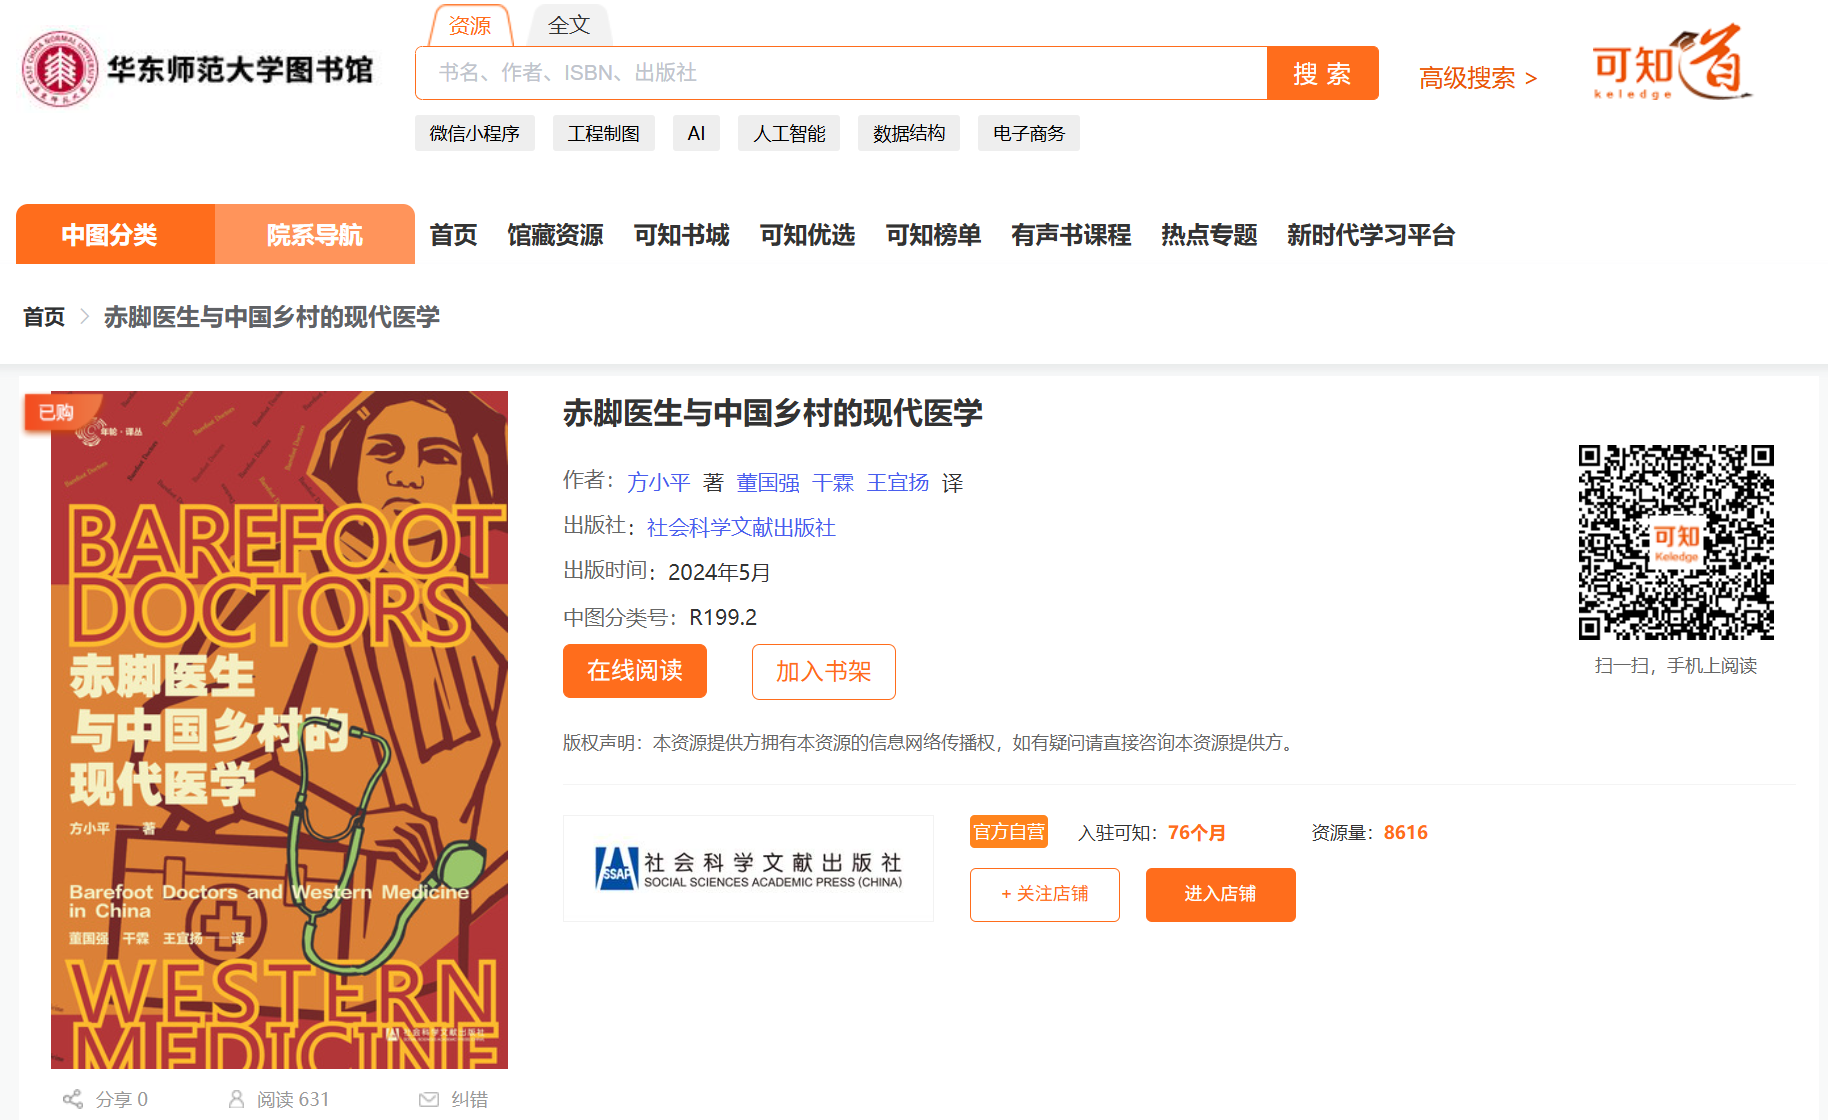 资源
全文
华东师范大学图书馆
书名、作者、ISBN、出版社
搜 索
高级搜索 >
可知道
keledge
微信小程序
工程制图
AI
人工智能
数据结构
电子商务
中图分类
院系导航
首页
馆藏资源
可知书城
可知优选
可知榜单
有声书课程
热点专题
新时代学习平台
首页 > 赤脚医生与中国乡村的现代医学
已购
年轮·译丛
BAREFOOT
DOCTORS
赤脚医生
与中国乡村的
现代医学
方小平——著
Barefoot Doctors and Western Medicine
in China
董国强 干霖 王宜扬——译
WESTERN
MEDICINE
社会科学文献出版社
分享 0
阅读 631
纠错
赤脚医生与中国乡村的现代医学
作者：方小平 著 董国强 干霖 王宜扬 译
出版社：社会科学文献出版社
出版时间：2024年5月
中图分类号：R199.2
在线阅读
加入书架
可知
Keledge
扫一扫，手机上阅读
版权声明：本资源提供方拥有本资源的信息网络传播权，如有疑问请直接咨询本资源提供方。
SSAP
社会科学文献出版社
SOCIAL SCIENCES ACADEMIC PRESS (CHINA)
官方自营
入驻可知：76个月
资源量：8616
+ 关注店铺
进入店铺